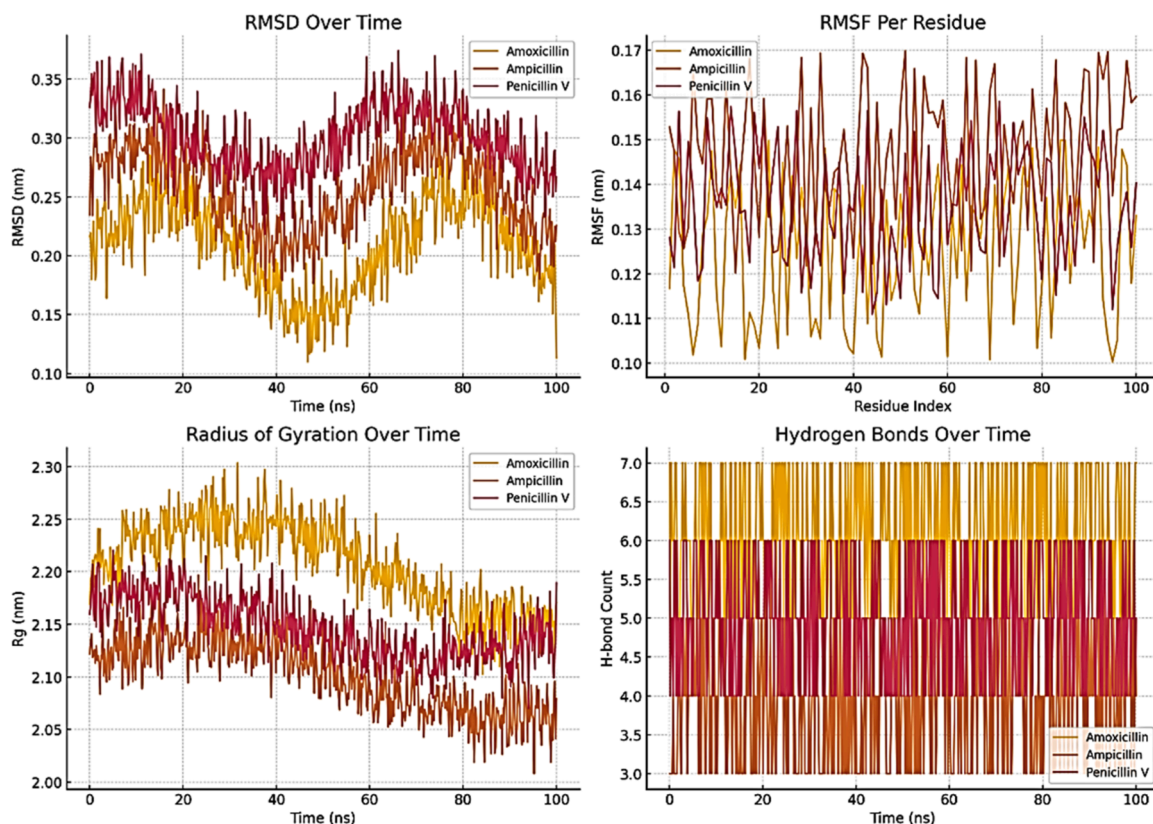 RMSD Over Time
Amoxicillin
Ampicillin
Penicillin V
RMSD (nm)
0.35
0.30
0.25
0.20
0.15
0.10
0 20 40 60 80 100
Time (ns)
RMSF Per Residue
Amoxicillin
Ampicillin
Penicillin V
RMSF (nm)
0.17
0.16
0.15
0.14
0.13
0.12
0.11
0.10
0 20 40 60 80 100
Residue Index
Radius of Gyration Over Time
Amoxicillin
Ampicillin
Penicillin V
Rg (nm)
2.30
2.25
2.20
2.15
2.10
2.05
2.00
0 20 40 60 80 100
Time (ns)
Hydrogen Bonds Over Time
H-bond Count
7.0
6.5
6.0
5.5
5.0
4.5
4.0
3.5
3.0
Amoxicillin
Ampicillin
Penicillin V
0 20 40 60 80 100
Time (ns)